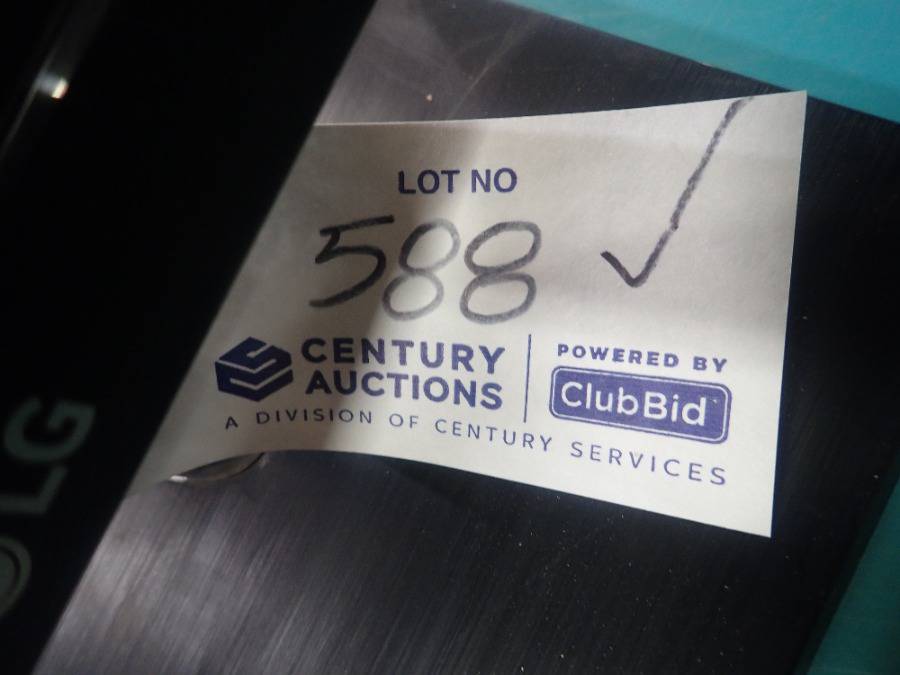 LOT NO
588 ✓
CENTURY
AUCTIONS
A DIVISION OF CENTURY SERVICES
POWERED BY
ClubBid
LG